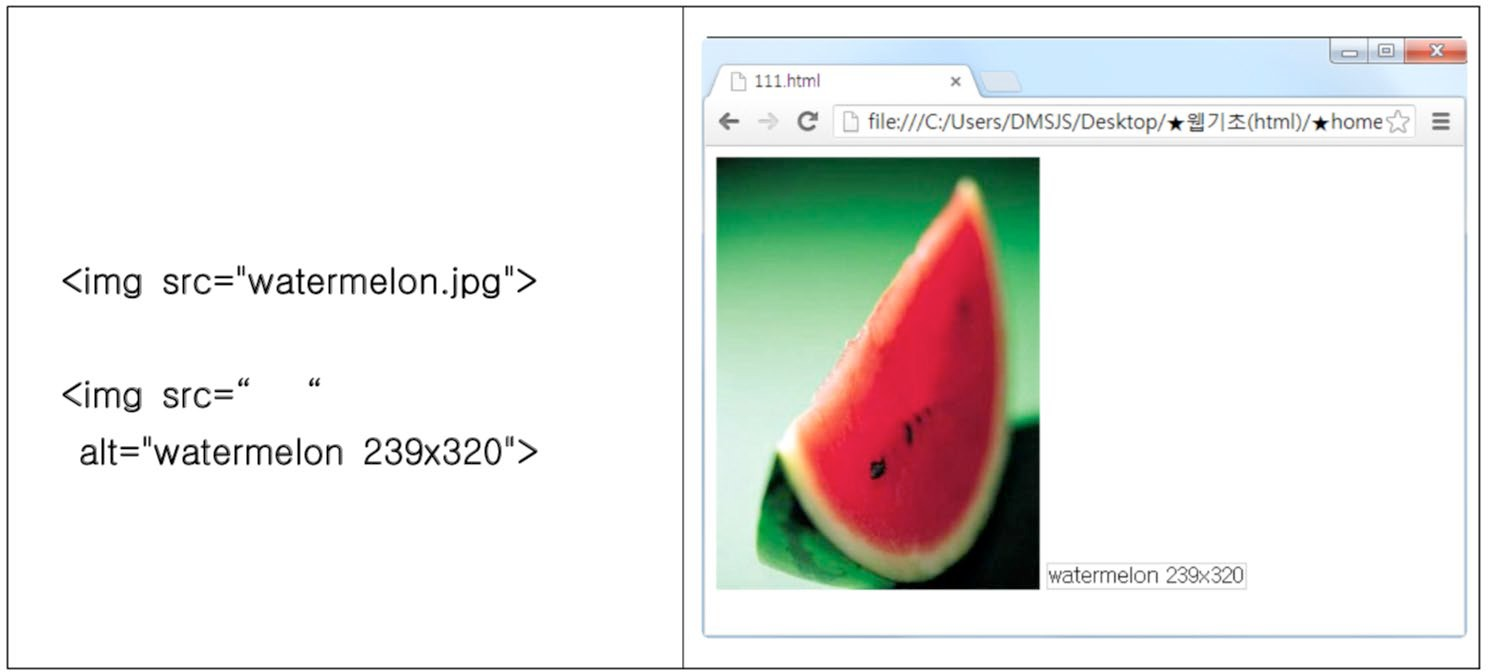 <img src="watermelon.jpg">
<img src=“   “
alt="watermelon 239x320">
111.html
file:///C:/Users/DMSJS/Desktop/★웹기초(html)/★home
watermelon 239x320